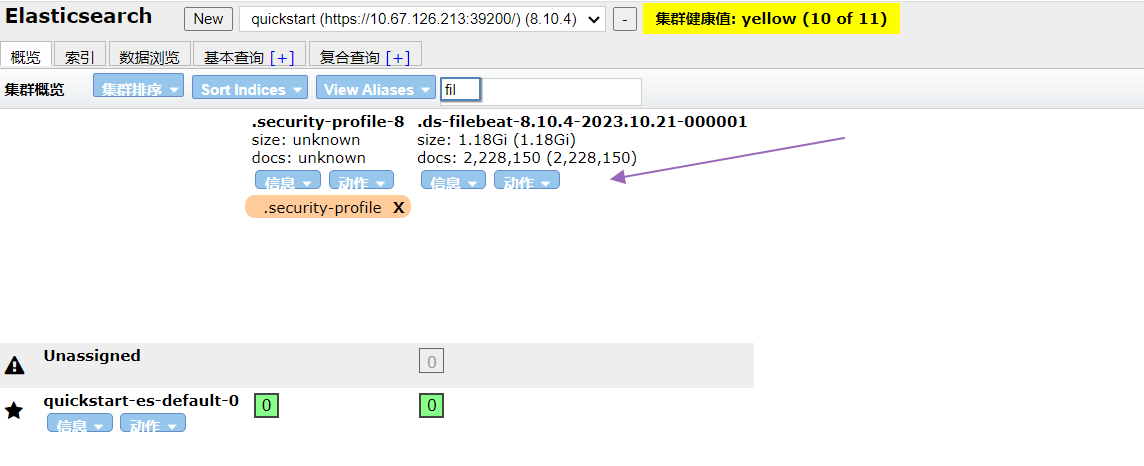 Elasticsearch New quickstart (https://10.67.126.213:39200/) (8.10.4) - 集群健康值: yellow (10 of 11)
概览 索引 数据浏览 基本查询 [+] 复合查询 [+]
集群概览 集群排序 Sort Indices View Aliases fil
.security-profile-8 .ds-filebeat-8.10.4-2023.10.21-000001
size: unknown size: 1.18Gi (1.18Gi)
docs: unknown docs: 2,228,150 (2,228,150)
信息 动作 信息 动作
.security-profile X
Unassigned 0
quickstart-es-default-0 0 0
信息 动作